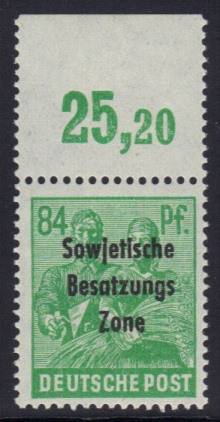 25,20
84 Pf.
Sowjetische
Besatzungs
Zone
DEUTSCHE POST